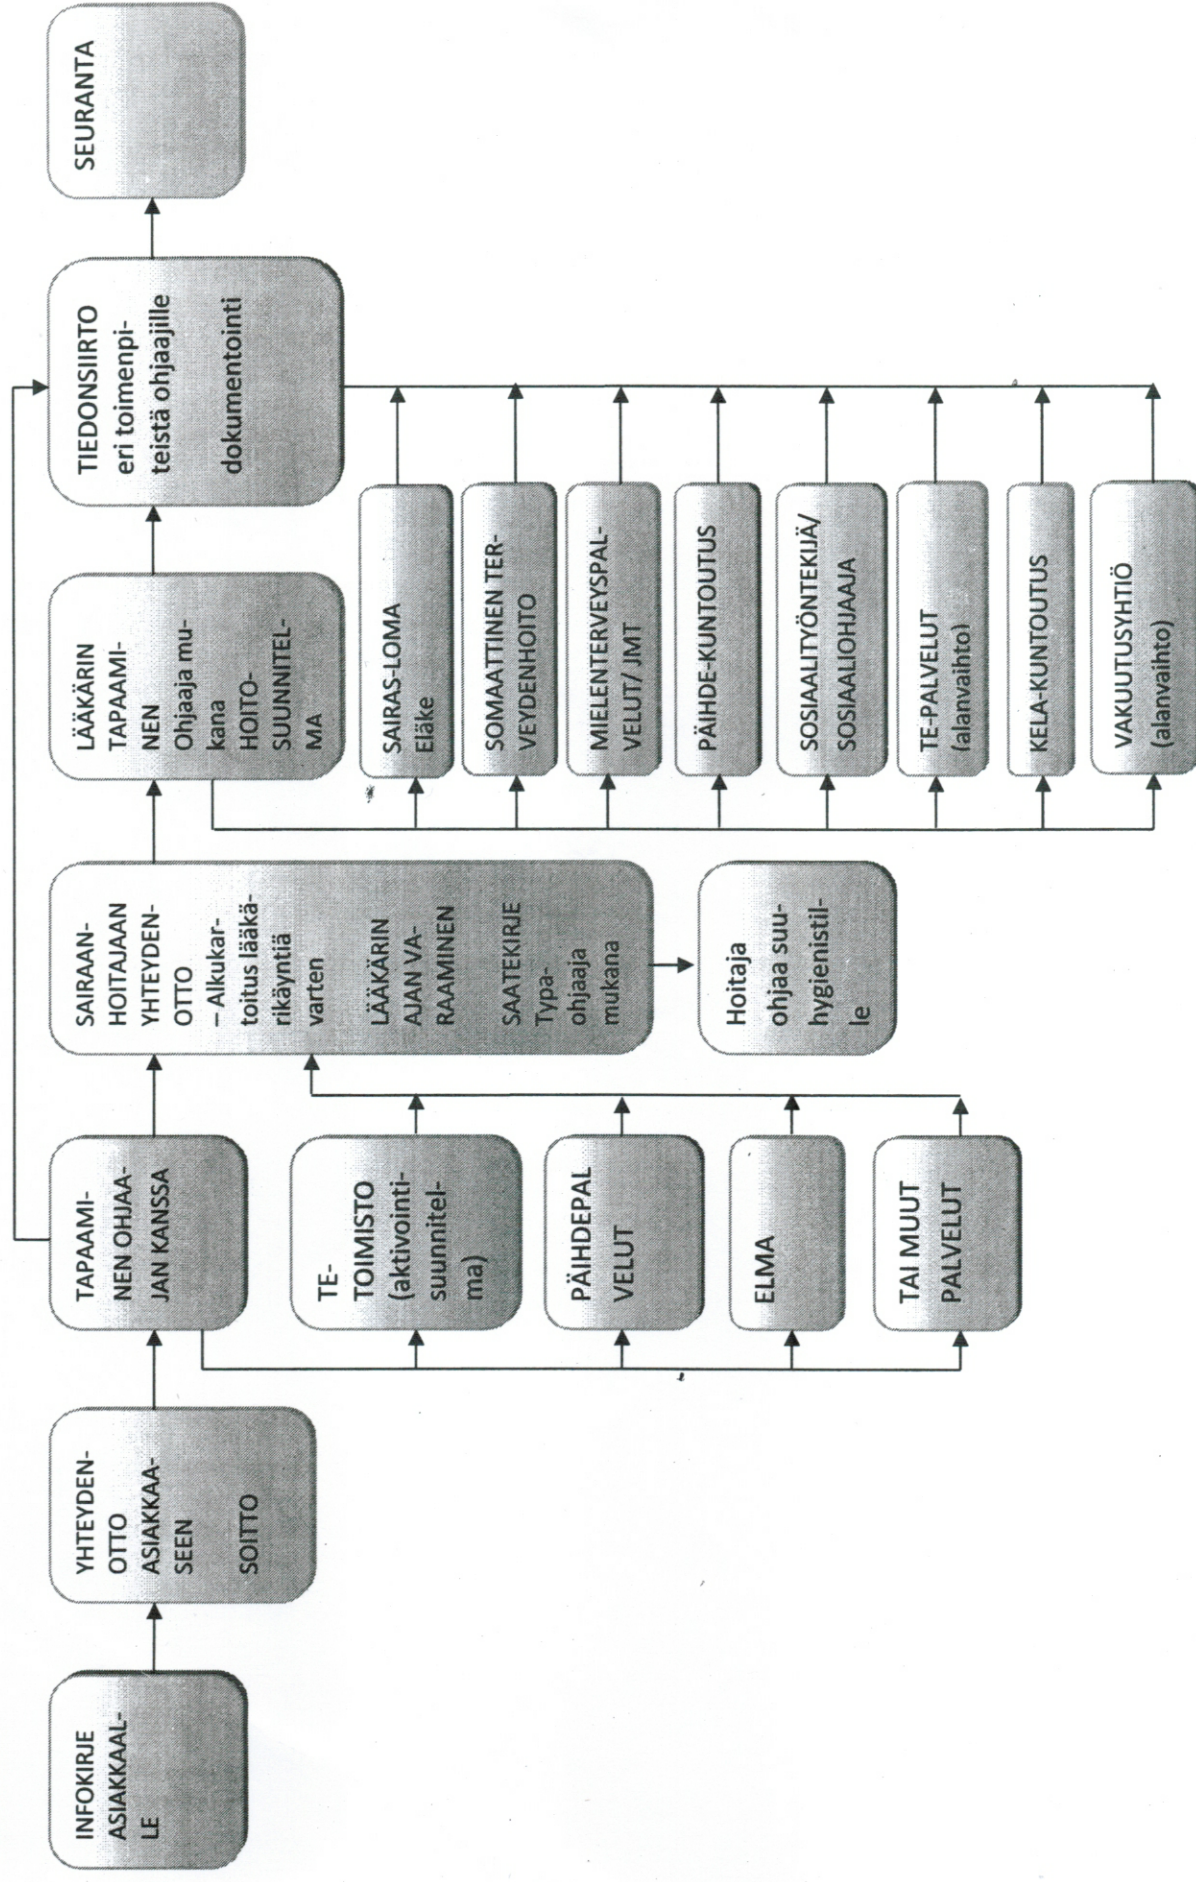 INFOKIRJE
ASIAKKAAL-
LE
YHTEYDEN-
OTTO
ASIAKKAA-
SEEN
SOITTO
TAPAAMI-
NEN OHJAA-
JAN KANSSA
TE-
TOIMISTO
(aktivointi-
suunnitel-
ma)
PÄIHDEPAL
VELUT
ELMA
TAI MUUT
PALVELUT
SAIRAAN-
HOITAJAAN
YHTEYDEN-
OTTO
– Alkukar-
toitus lääkä-
rikäyntiä
varten
LÄÄKÄRIN
AJAN VA-
RAAMINEN
SAATEKIRJE
Typa-
ohjaaja
mukana
Hoitaja
ohjaa suu-
hygienistil-
le
LÄÄKÄRIN
TAPAAMI-
NEN
Ohjaaja mu-
kana
HOITO-
SUUNNITEL-
MA
SAIRAS-LOMA
Eläke
SOMAATTINEN TER-
VEYDENHOITO
MIELENTERVEYSPAL-
VELUT/ JMT
PÄIHDE-KUNTOUTUS
SOSIAALITYÖNTEKIJÄ/
SOSIAALIOHJAAJA
TE-PALVELUT
(alanvaihto)
KELA-KUNTOUTUS
VAKUUTUSYHTIÖ
(alanvaihto)
TIEDONSIIRTO
eri toimenpi-
teistä ohjaajille
dokumentointi
SEURANTA